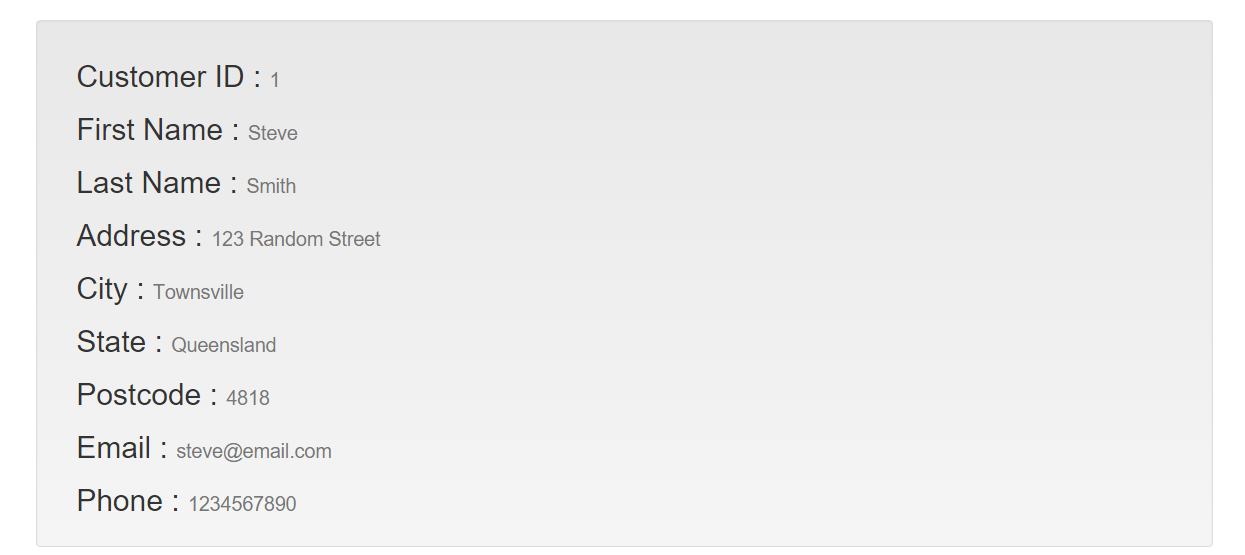 Customer ID : 1
First Name : Steve
Last Name : Smith
Address : 123 Random Street
City : Townsville
State : Queensland
Postcode : 4818
Email : steve@email.com
Phone : 1234567890